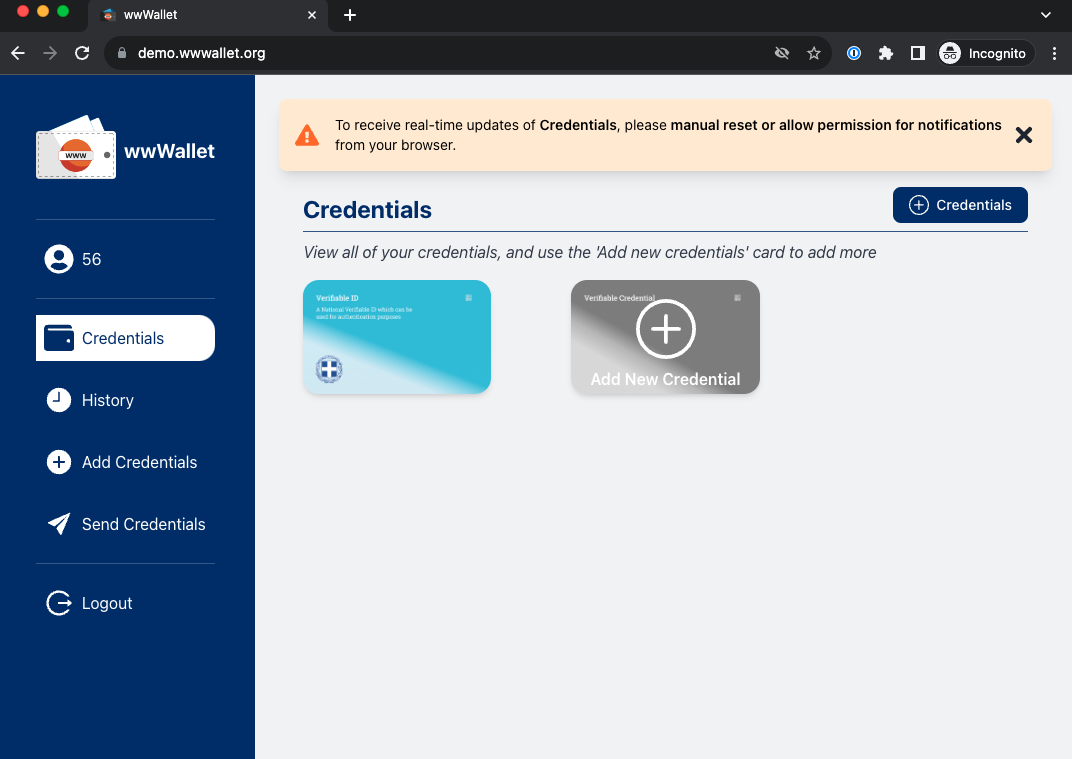 wwWallet
demo.wwwallet.org
Incognito
www
wwWallet
56
Credentials
History
Add Credentials
Send Credentials
Logout
To receive real-time updates of Credentials, please manual reset or allow permission for notifications
from your browser.
Credentials
Credentials
View all of your credentials, and use the 'Add new credentials' card to add more
Verifiable ID
A National Verifiable ID which can be
used for authentication purposes
Verifiable Credential
Add New Credential